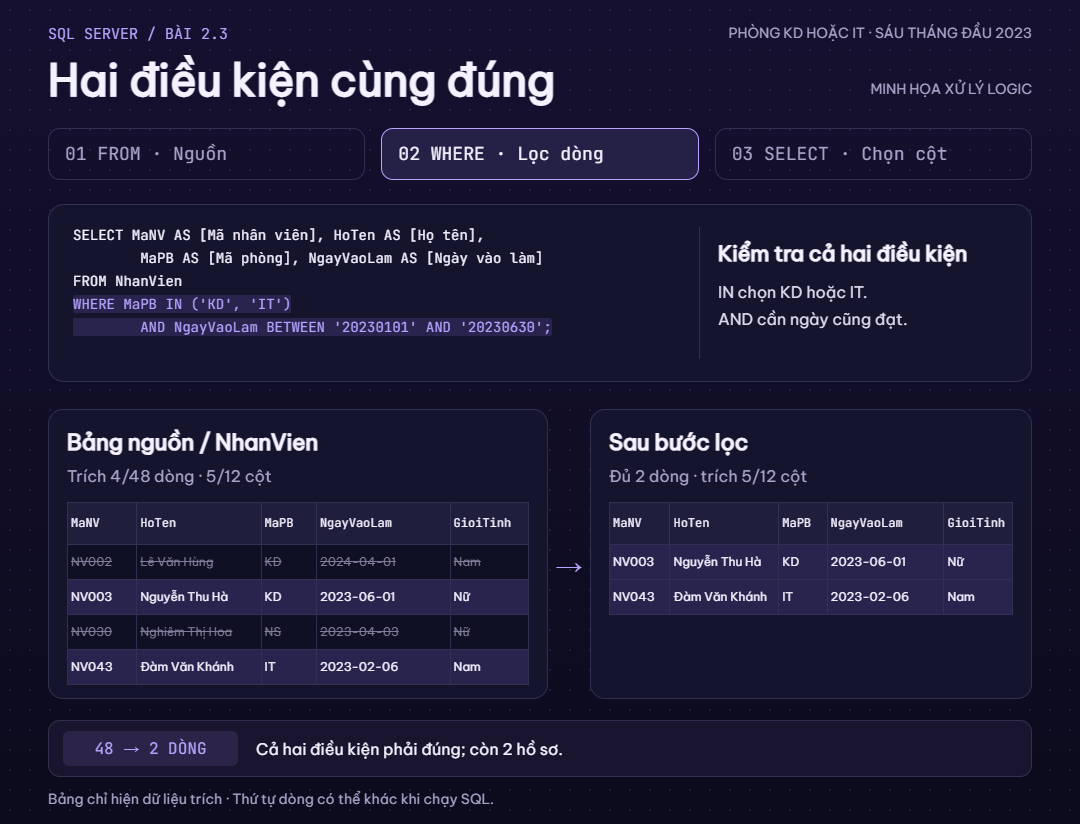 SQL SERVER / BÀI 2.3
PHÒNG KD HOẶC IT · SÁU THÁNG ĐẦU 2023
Hai điều kiện cùng đúng
MINH HỌA XỬ LÝ LOGIC
01 FROM · Nguồn
02 WHERE · Lọc dòng
03 SELECT · Chọn cột
SELECT MaNV AS [Mã nhân viên], HoTen AS [Họ tên],
MaPB AS [Mã phòng], NgayVaoLam AS [Ngày vào làm]
FROM NhanVien
WHERE MaPB IN ('KD', 'IT')
AND NgayVaoLam BETWEEN '20230101' AND '20230630';
Kiểm tra cả hai điều kiện
IN chọn KD hoặc IT.
AND cần ngày cũng đạt.
Bảng nguồn / NhanVien
Trích 4/48 dòng · 5/12 cột
MaNV HoTen MaPB NgayVaoLam GioiTinh
NV002 Lê Văn Hùng KD 2024-04-01 Nam
NV003 Nguyễn Thu Hà KD 2023-06-01 Nữ
NV030 Nghiêm Thị Hoa NS 2023-04-03 Nữ
NV043 Đàm Văn Khánh IT 2023-02-06 Nam
→
Sau bước lọc
Đủ 2 dòng · trích 5/12 cột
MaNV HoTen MaPB NgayVaoLam GioiTinh
NV003 Nguyễn Thu Hà KD 2023-06-01 Nữ
NV043 Đàm Văn Khánh IT 2023-02-06 Nam
48 → 2 DÒNG
Cả hai điều kiện phải đúng; còn 2 hồ sơ.
Bảng chỉ hiện dữ liệu trích · Thứ tự dòng có thể khác khi chạy SQL.